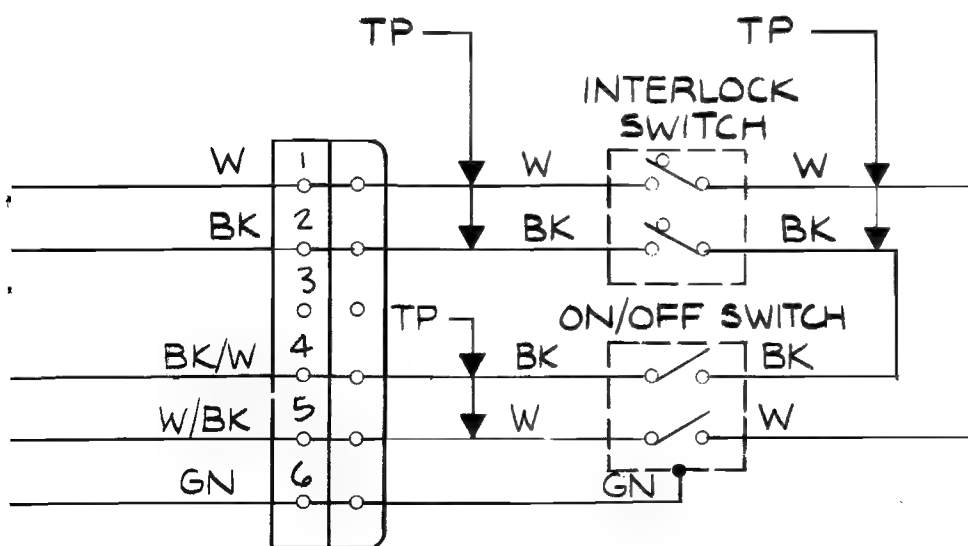 TP
TP
INTERLOCK
SWITCH
W
1
W
W
BK
2
BK
BK
3
TP
ON/OFF SWITCH
BK/W
4
BK
BK
W/BK
5
W
W
GN
6
GN